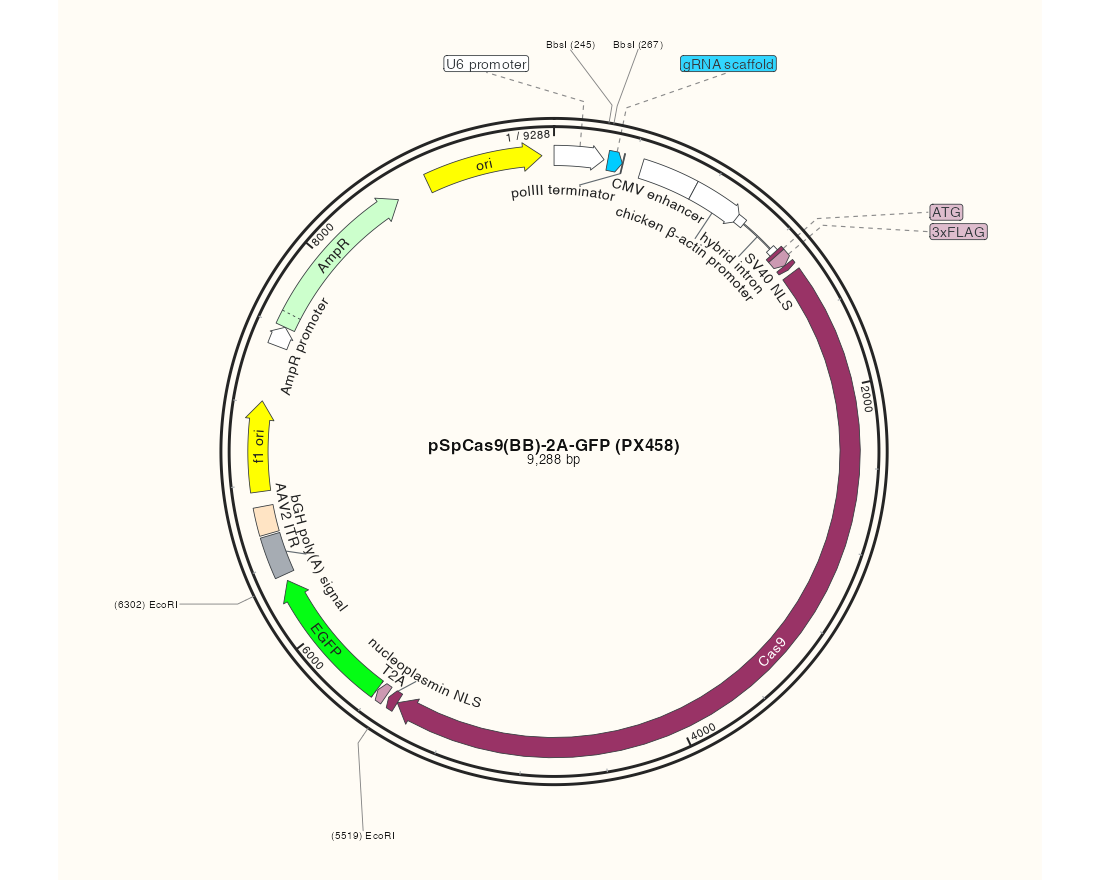 BbsI (245)
BbsI (267)
U6 promoter
gRNA scaffold
1 / 9288
ori
polIII terminator
CMV enhancer
chicken β-actin promoter
hybrid intron
SV40 NLS
ATG
3xFLAG
8000
AmpR
AmpR promoter
2000
f1 ori
pSpCas9(BB)-2A-GFP (PX458)
9,288 bp
AAV2 ITR
bGH poly(A) signal
(6302) EcoRI
EGFP
6000
nucleoplasmin NLS
T2A
Cas9
4000
(5519) EcoRI